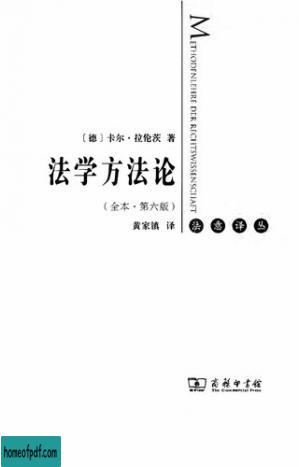 METHODENLEHRE DER RECHTSWISSENSCHAFT
〔德〕卡尔·拉伦茨 著
法学方法论
（全本·第六版）
黄家镇 译
法意译丛
商务印书馆
The Commercial Press
homeofpdf.com